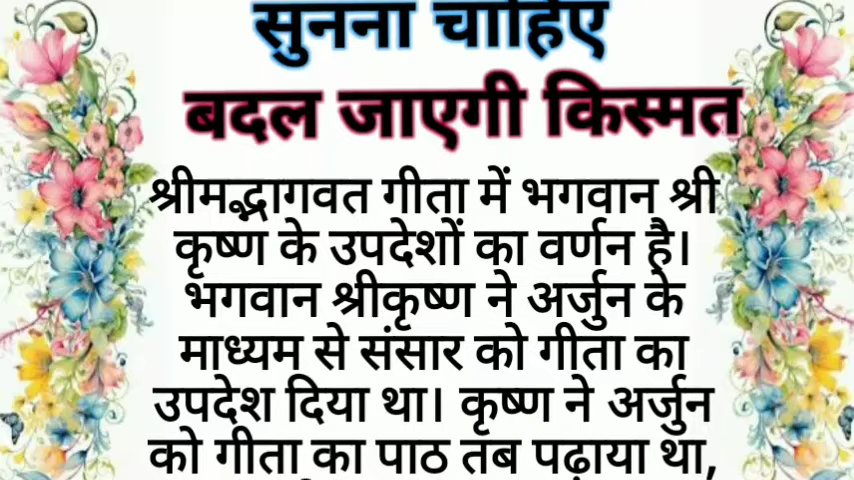 सुनना चाहिए
बदल जाएगी किस्मत
श्रीमद्भागवत गीता में भगवान श्री
कृष्ण के उपदेशों का वर्णन है।
भगवान श्रीकृष्ण ने अर्जुन के
माध्यम से संसार को गीता का
उपदेश दिया था। कृष्ण ने अर्जुन
को गीता का पाठ तब पढ़ाया था,